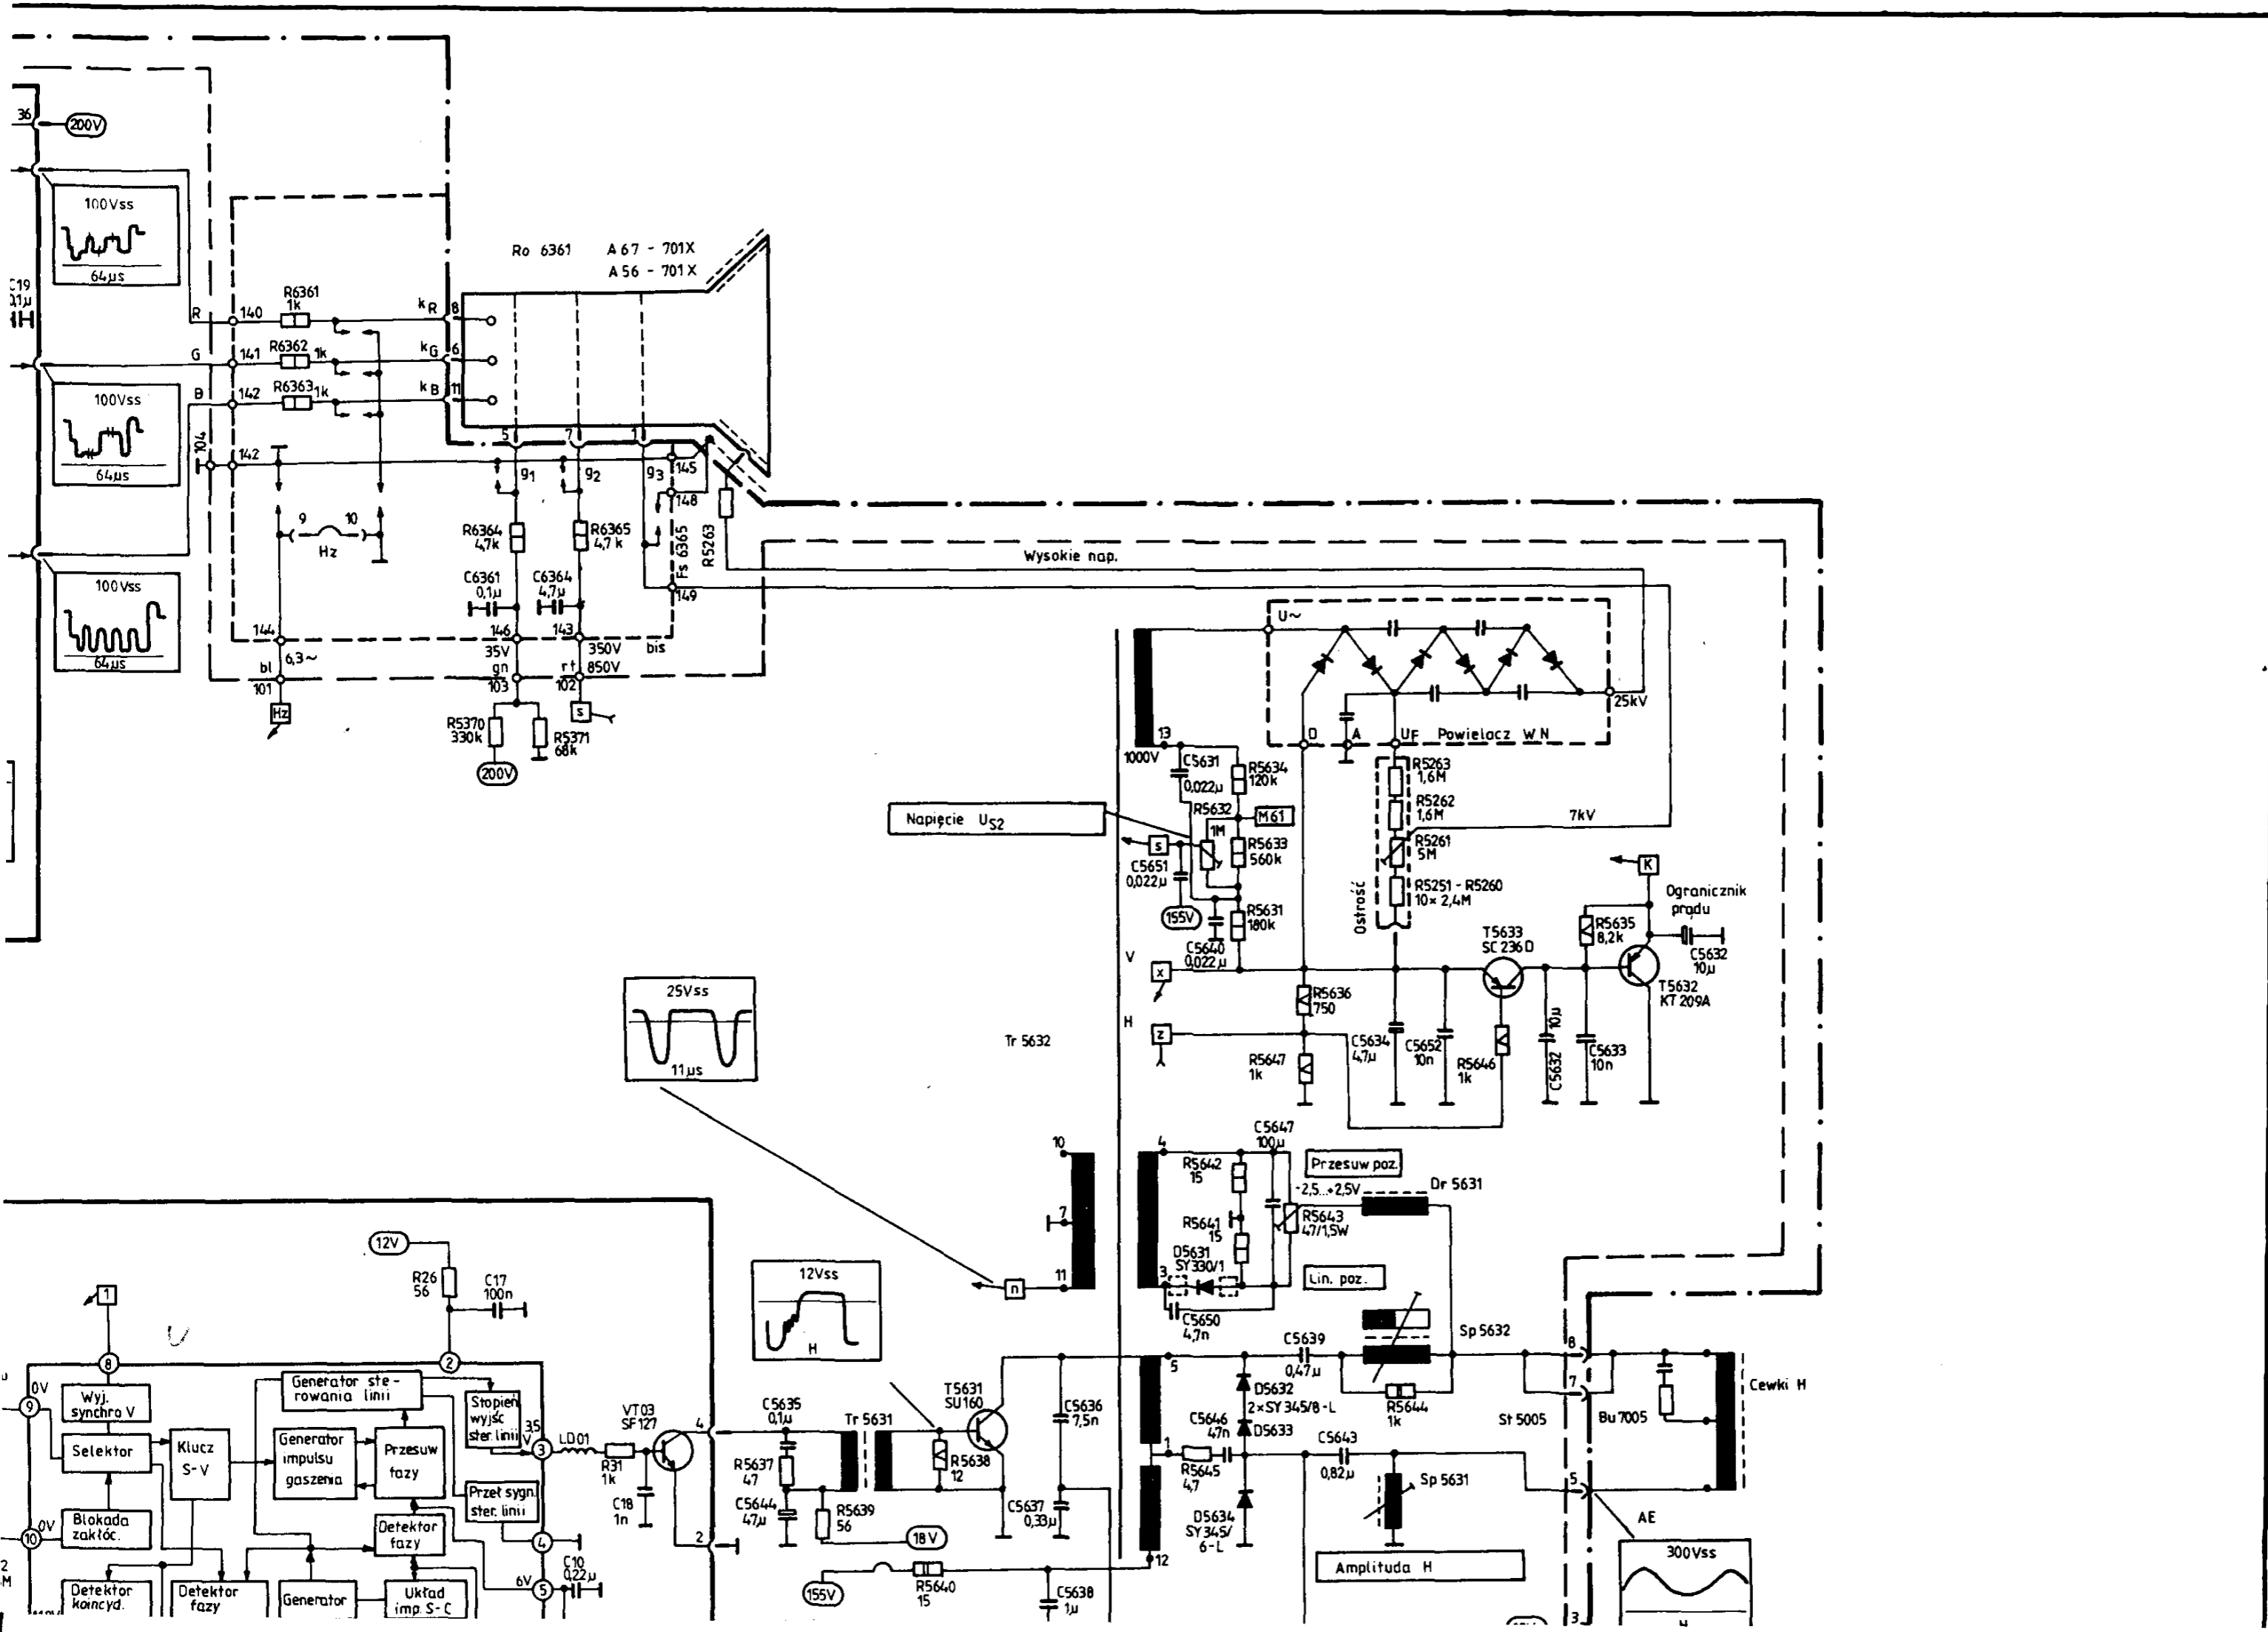 36
200V
100Vss
64µs
C19
0,1µ
R
140
R6361
1k
kR
8
G
141
R6362
1k
kG
6
B
142
R6363
1k
kB
11
100Vss
64µs
104
142
100Vss
64µs
Ro 6361 A 67 - 701X
A 56 - 701X
5
7
1
g1
g2
g3
145
148
149
9
10
Hz
R6364
4,7k
R6365
4,7k
Fs 6365
R5263
C6361
0,1µ
C6364
4,7µ
144
6,3~
bl
101
Hz
146
35V
gn
103
143
350V
rt
850V
102
bis
s
R5370
330k
R5371
68k
200V
Wysokie nap.
U~
25kV
D
A
UF
Powielacz W N
13
1000V
C5631
0,022µ
R5634
120k
R5632
1M
M61
R5633
560k
Napięcie US2
s
C5651
0,022µ
155V
R5631
180k
C5640
0,022µ
R5263
1,6M
R5262
1,6M
R5261
5M
R5251 - R5260
10× 2,4M
Ostrość
7kV
K
Ogranicznik
prądu
R5635
8,2k
C5632
10µ
T5633
SC 236 D
T5632
KT 209A
V
x
H
z
R5636
750
R5647
1k
C5634
4,7µ
C5652
10n
R5646
1k
10µ
C5632
C5633
10n
25Vss
11µs
Tr 5632
10
7
11
n
4
3
R5642
15
C5647
100µ
R5641
15
D5631
SY330/1
C5650
4,7n
Przesuw poz.
-2,5...+2,5V
R5643
47/1,5W
Dr 5631
Lin. poz.
Sp 5632
C5639
0,47µ
R5644
1k
5
1
12
D5632
2×SY 345/8-L
D5633
C5646
47n
R5645
4,7
D5634
SY345/
6-L
C5643
0,82µ
Sp 5631
Amplituda H
6
7
5
3
St 5005
Bu 7005
Cewki H
AE
300Vss
H
12V
R26
56
C17
100n
1
8
2
0V
9
Wyj.
synchro V
Selektor
Klucz
S-V
Blokada
zakłóc.
0V
10
Detektor
koincyd.
Detektor
fazy
Generator ste-
rowania linii
Generator
impulsu
gaszenia
Przesuw
fazy
Stopień
wyjśc
ster. linii
3,5
V
3
Przet sygn.
ster. linii
Detektor
fazy
4
Generator
Układ
imp. S-C
6V
5
C10
0,22µ
LD01
R31
1k
C18
1n
VT03
SF127
4
2
12Vss
H
C5635
0,1µ
R5637
47
C5644
47µ
Tr 5631
R5639
56
18V
R5638
12
T5631
SU160
C5636
7,5n
C5637
0,33µ
155V
R5640
15
C5638
1µ